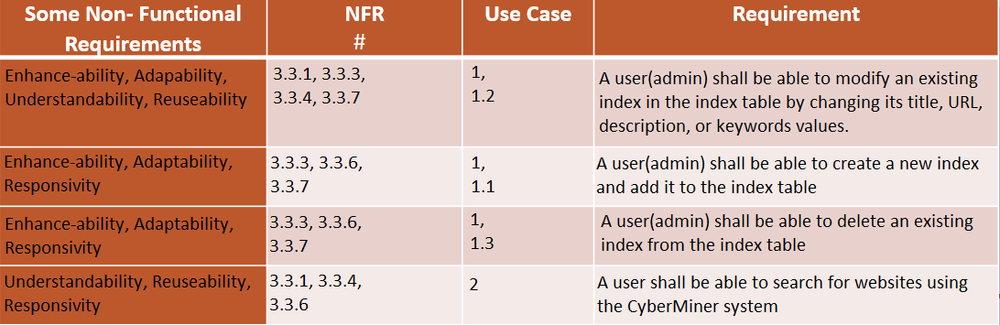 Some Non- Functional
Requirements
NFR
#
Use Case
Requirement
Enhance-ability, Adapability,
Understandability, Reuseability
3.3.1, 3.3.3,
3.3.4, 3.3.7
1,
1.2
A user(admin) shall be able to modify an existing
index in the index table by changing its title, URL,
description, or keywords values.
Enhance-ability, Adaptability,
Responsivity
3.3.3, 3.3.6,
3.3.7
1,
1.1
A user(admin) shall be able to create a new index
and add it to the index table
Enhance-ability, Adaptability,
Responsivity
3.3.3, 3.3.6,
3.3.7
1,
1.3
A user(admin) shall be able to delete an existing
index from the index table
Understandability, Reuseability,
Responsivity
3.3.1, 3.3.4,
3.3.6
2
A user shall be able to search for websites using
the CyberMiner system